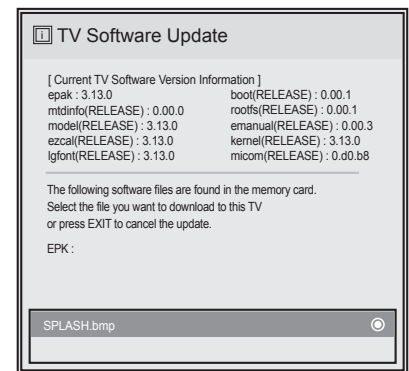 TV Software Update
[ Current TV Software Version Information ]
epak : 3.13.0 boot(RELEASE) : 0.00.1
mtdinfo(RELEASE) : 0.00.0 rootfs(RELEASE) : 0.00.1
model(RELEASE) : 3.13.0 emanual(RELEASE) : 0.00.3
ezcal(RELEASE) : 3.13.0 kernel(RELEASE) : 3.13.0
lgfont(RELEASE) : 3.13.0 micom(RELEASE) : 0.d0.b8
The following software files are found in the memory card.
Select the file you want to download to this TV
or press EXIT to cancel the update.
EPK :
SPLASH.bmp